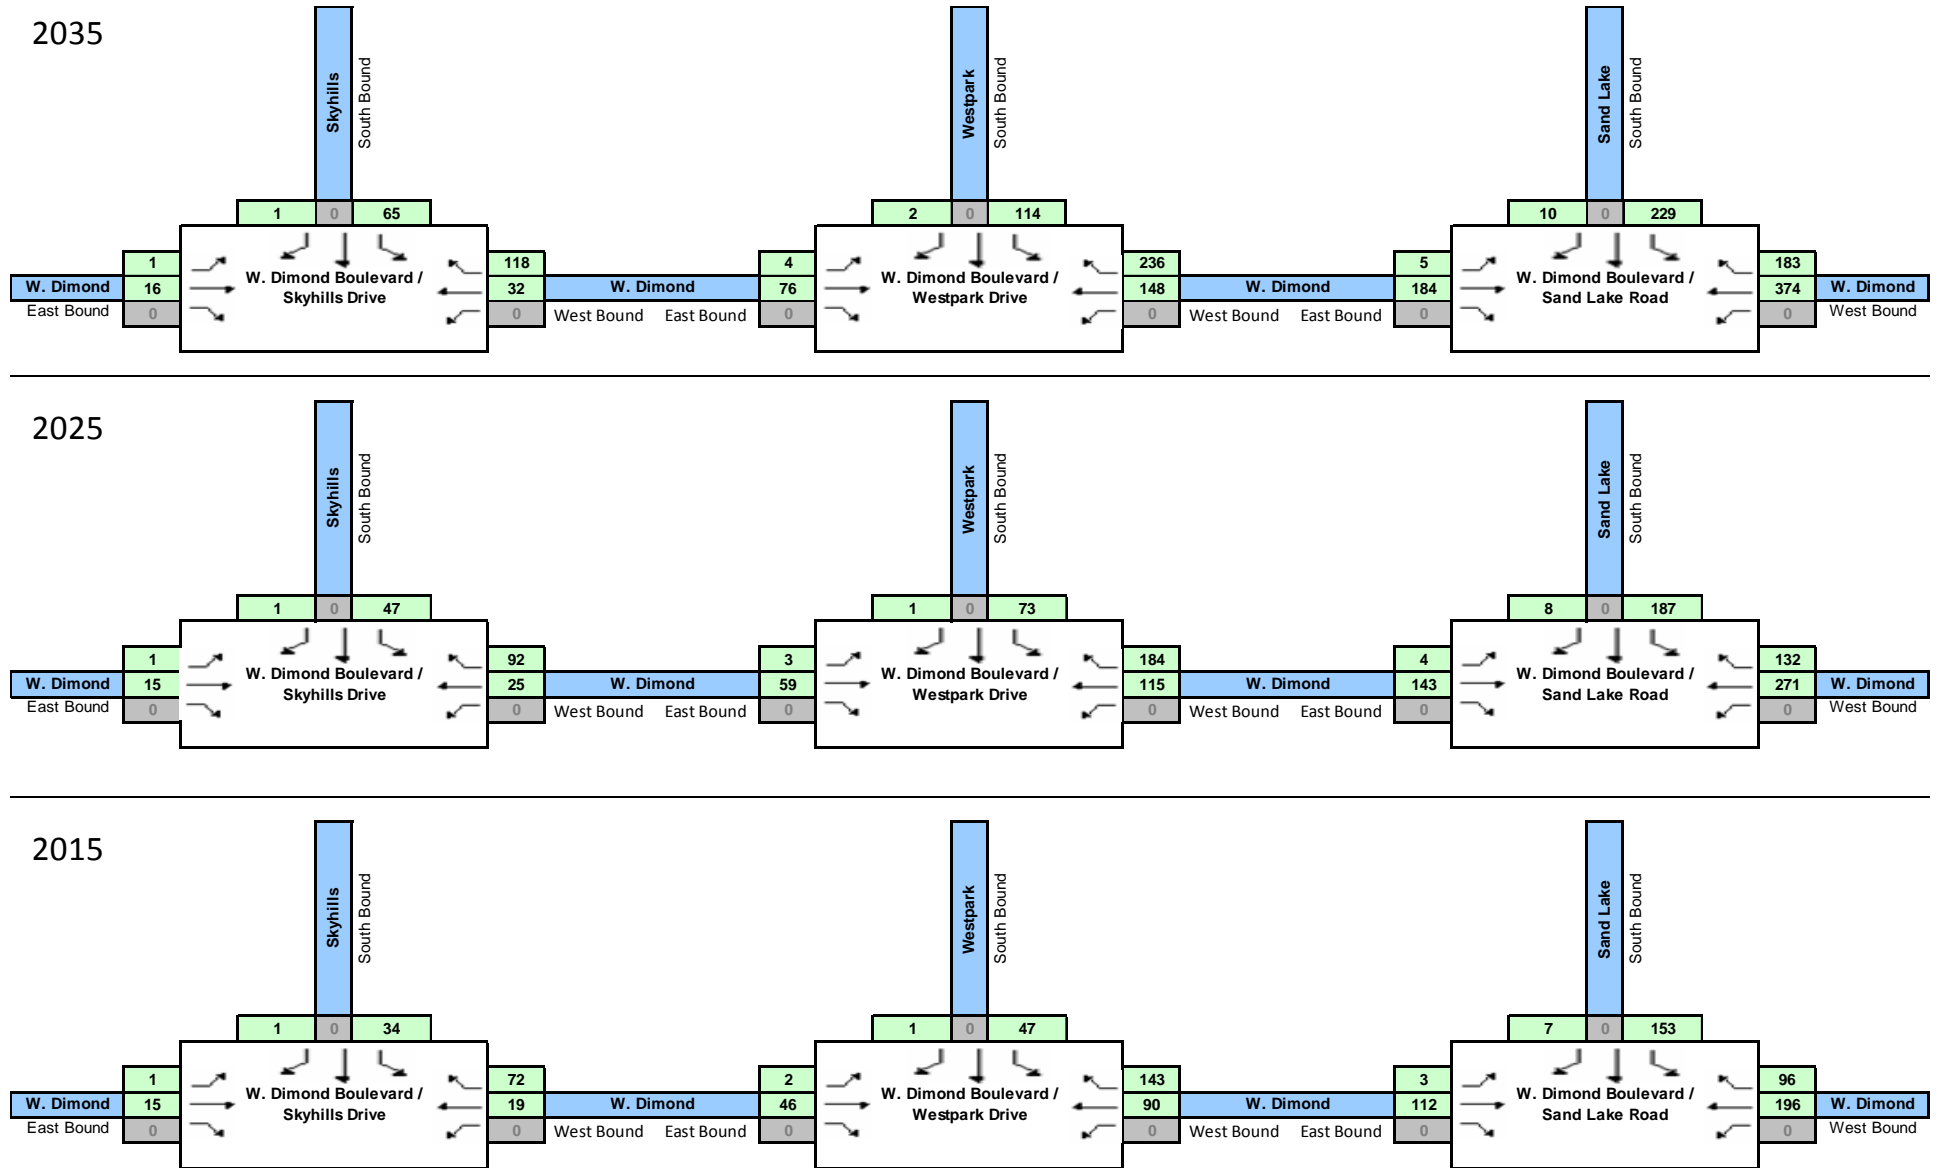 2035
Skyhills
South Bound
Westpark
South Bound
Sand Lake
South Bound
1 0 65
2 0 114
10 0 229
1 118 4 236 5 183
W. Dimond 16 W. Dimond Boulevard / Skyhills Drive 32 W. Dimond 76 W. Dimond Boulevard / Westpark Drive 148 W. Dimond 184 W. Dimond Boulevard / Sand Lake Road 374 W. Dimond
East Bound 0 0 West Bound East Bound 0 0 West Bound East Bound 0 0 West Bound
2025
Skyhills
South Bound
Westpark
South Bound
Sand Lake
South Bound
1 0 47
1 0 73
8 0 187
1 92 3 184 4 132
W. Dimond 15 W. Dimond Boulevard / Skyhills Drive 25 W. Dimond 59 W. Dimond Boulevard / Westpark Drive 115 W. Dimond 143 W. Dimond Boulevard / Sand Lake Road 271 W. Dimond
East Bound 0 0 West Bound East Bound 0 0 West Bound East Bound 0 0 West Bound
2015
Skyhills
South Bound
Westpark
South Bound
Sand Lake
South Bound
1 0 34
1 0 47
7 0 153
1 72 2 143 3 96
W. Dimond 15 W. Dimond Boulevard / Skyhills Drive 19 W. Dimond 46 W. Dimond Boulevard / Westpark Drive 90 W. Dimond 112 W. Dimond Boulevard / Sand Lake Road 196 W. Dimond
East Bound 0 0 West Bound East Bound 0 0 West Bound East Bound 0 0 West Bound